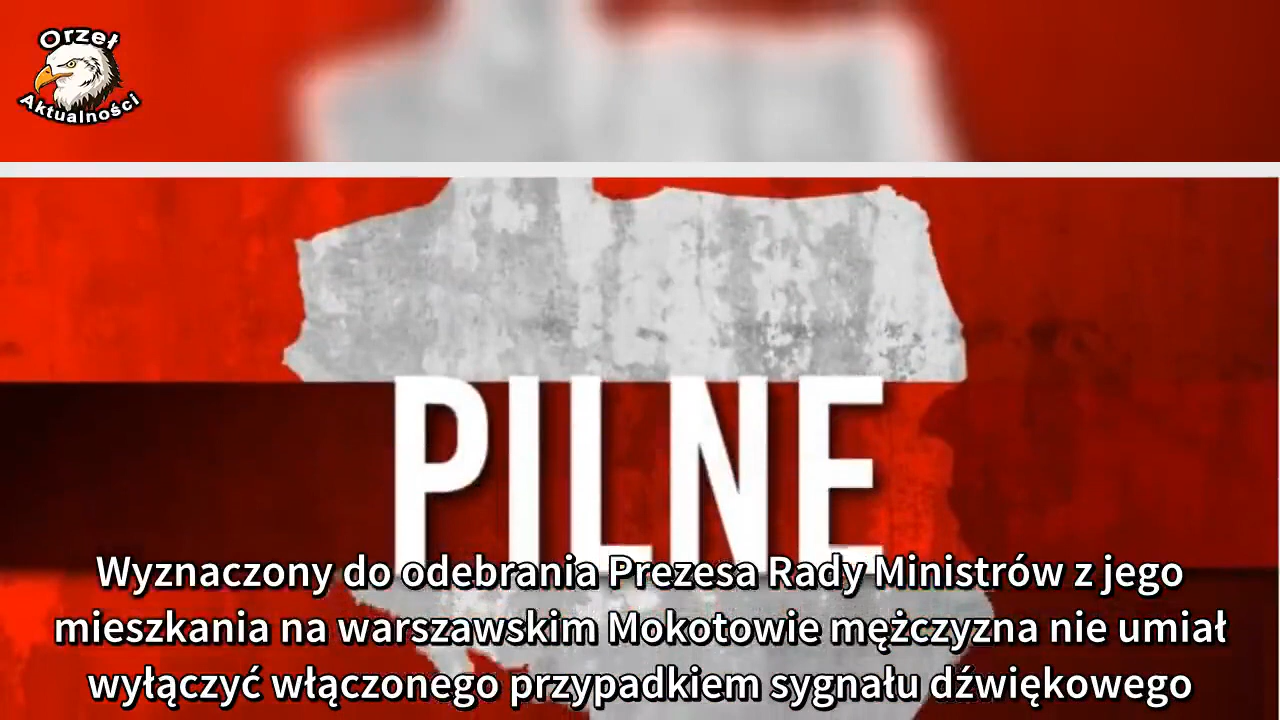 Orzeł
Aktualności
PILNE
Wyznaczony do odebrania Prezesa Rady Ministrów z jego
mieszkania na warszawskim Mokotowie mężczyzna nie umiał
wyłączyć włączonego przypadkiem sygnału dźwiękowego